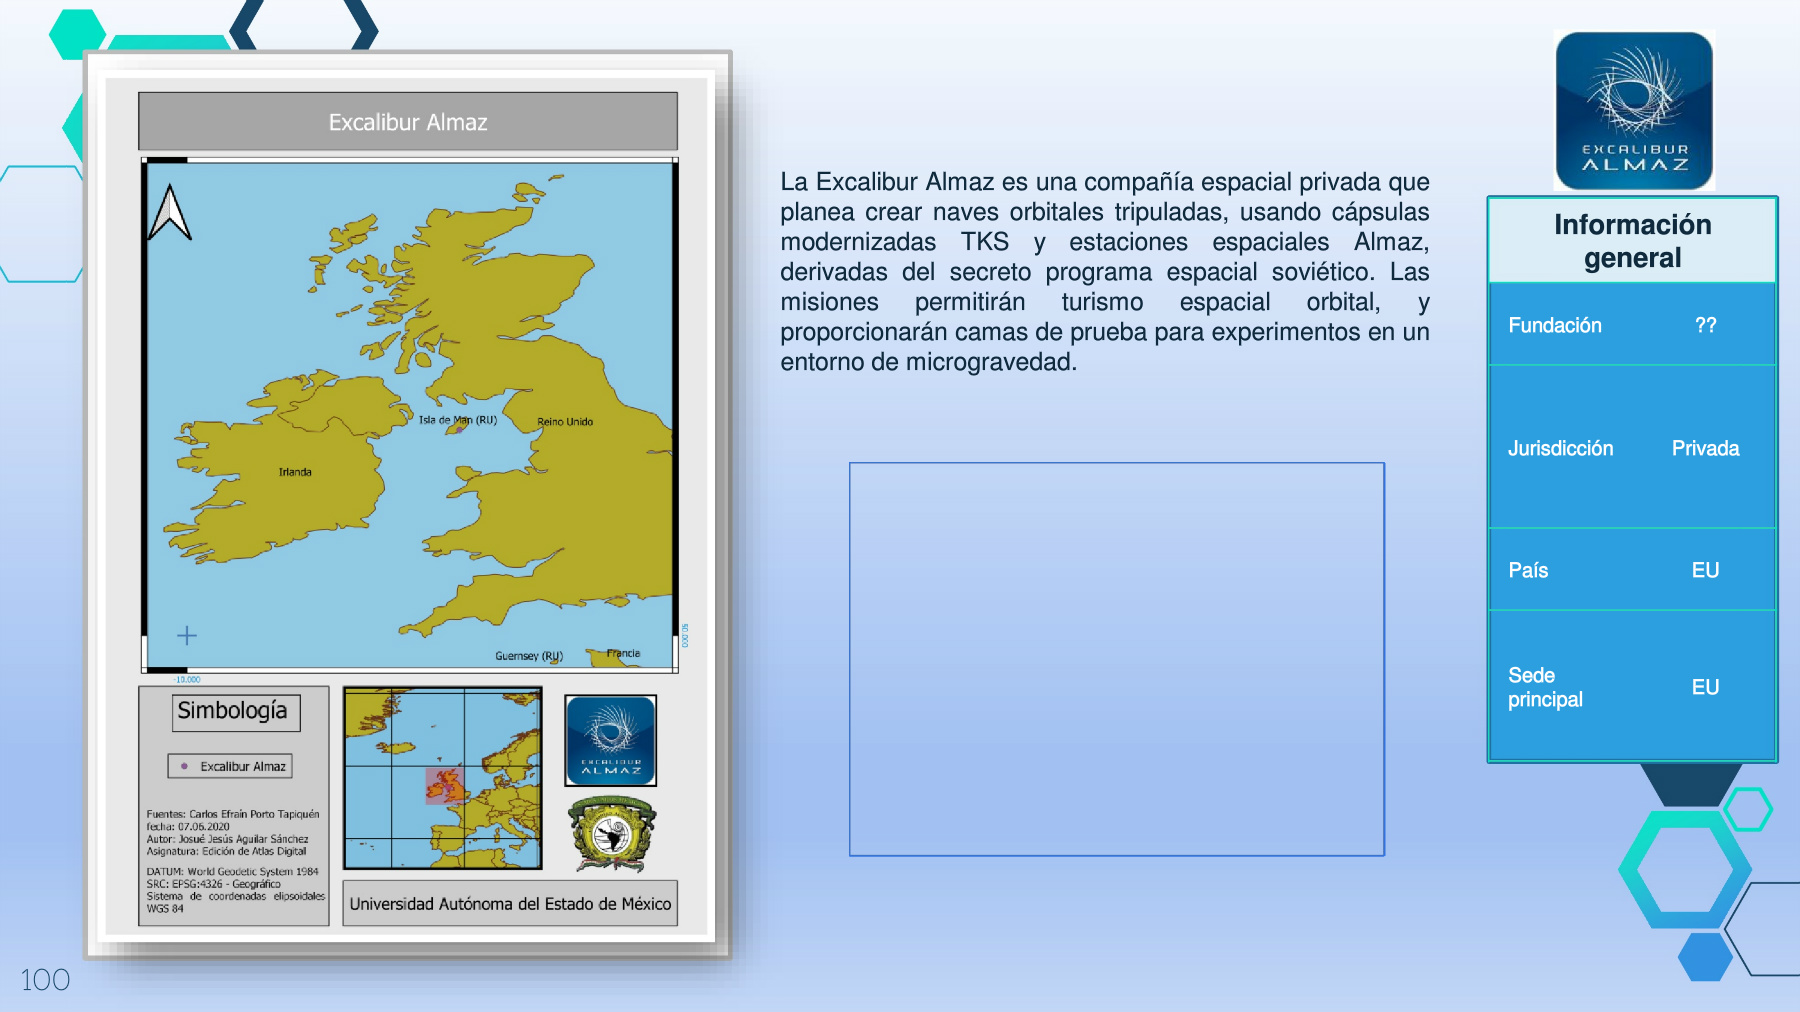 Excalibur Almaz
Isla de Man (RU)
Reino Unido
Irlanda
Guernsey (RU)
Francia
50.000
-10.000
Simbología
Excalibur Almaz
Fuentes: Carlos Efraín Porto Tapiquén
fecha: 07.06.2020
Autor: Josué Jesús Aguilar Sánchez
Asignatura: Edición de Atlas Digital
DATUM: World Geodetic System 1984
SRC: EPSG:4326 - Geográfico
Sistema de coordenadas elipsoidales
WGS 84
EXCALIBUR
ALMAZ
Universidad Autónoma del Estado de México
La Excalibur Almaz es una compañía espacial privada que
planea crear naves orbitales tripuladas, usando cápsulas
modernizadas TKS y estaciones espaciales Almaz,
derivadas del secreto programa espacial soviético. Las
misiones permitirán turismo espacial orbital, y
proporcionarán camas de prueba para experimentos en un
entorno de microgravedad.
EXCALIBUR
ALMAZ
Información
general
Fundación ??
Jurisdicción Privada
País EU
Sede
principal EU
100